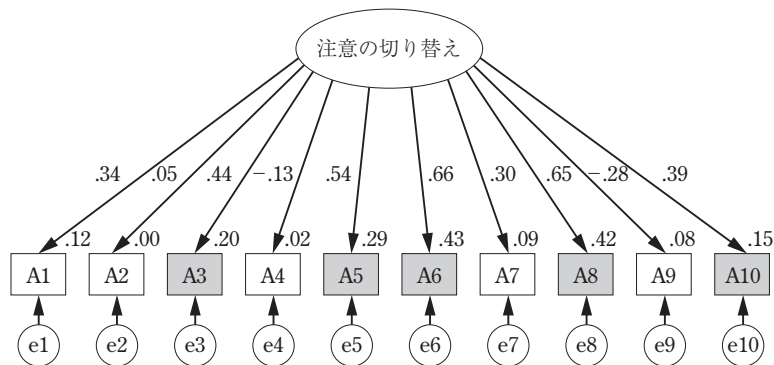 注意の切り替え
.34 .05 .44 −.13 .54 .66 .30 .65 −.28 .39
.12 .00 .20 .02 .29 .43 .09 .42 .08 .15
A1 A2 A3 A4 A5 A6 A7 A8 A9 A10
e1 e2 e3 e4 e5 e6 e7 e8 e9 e10